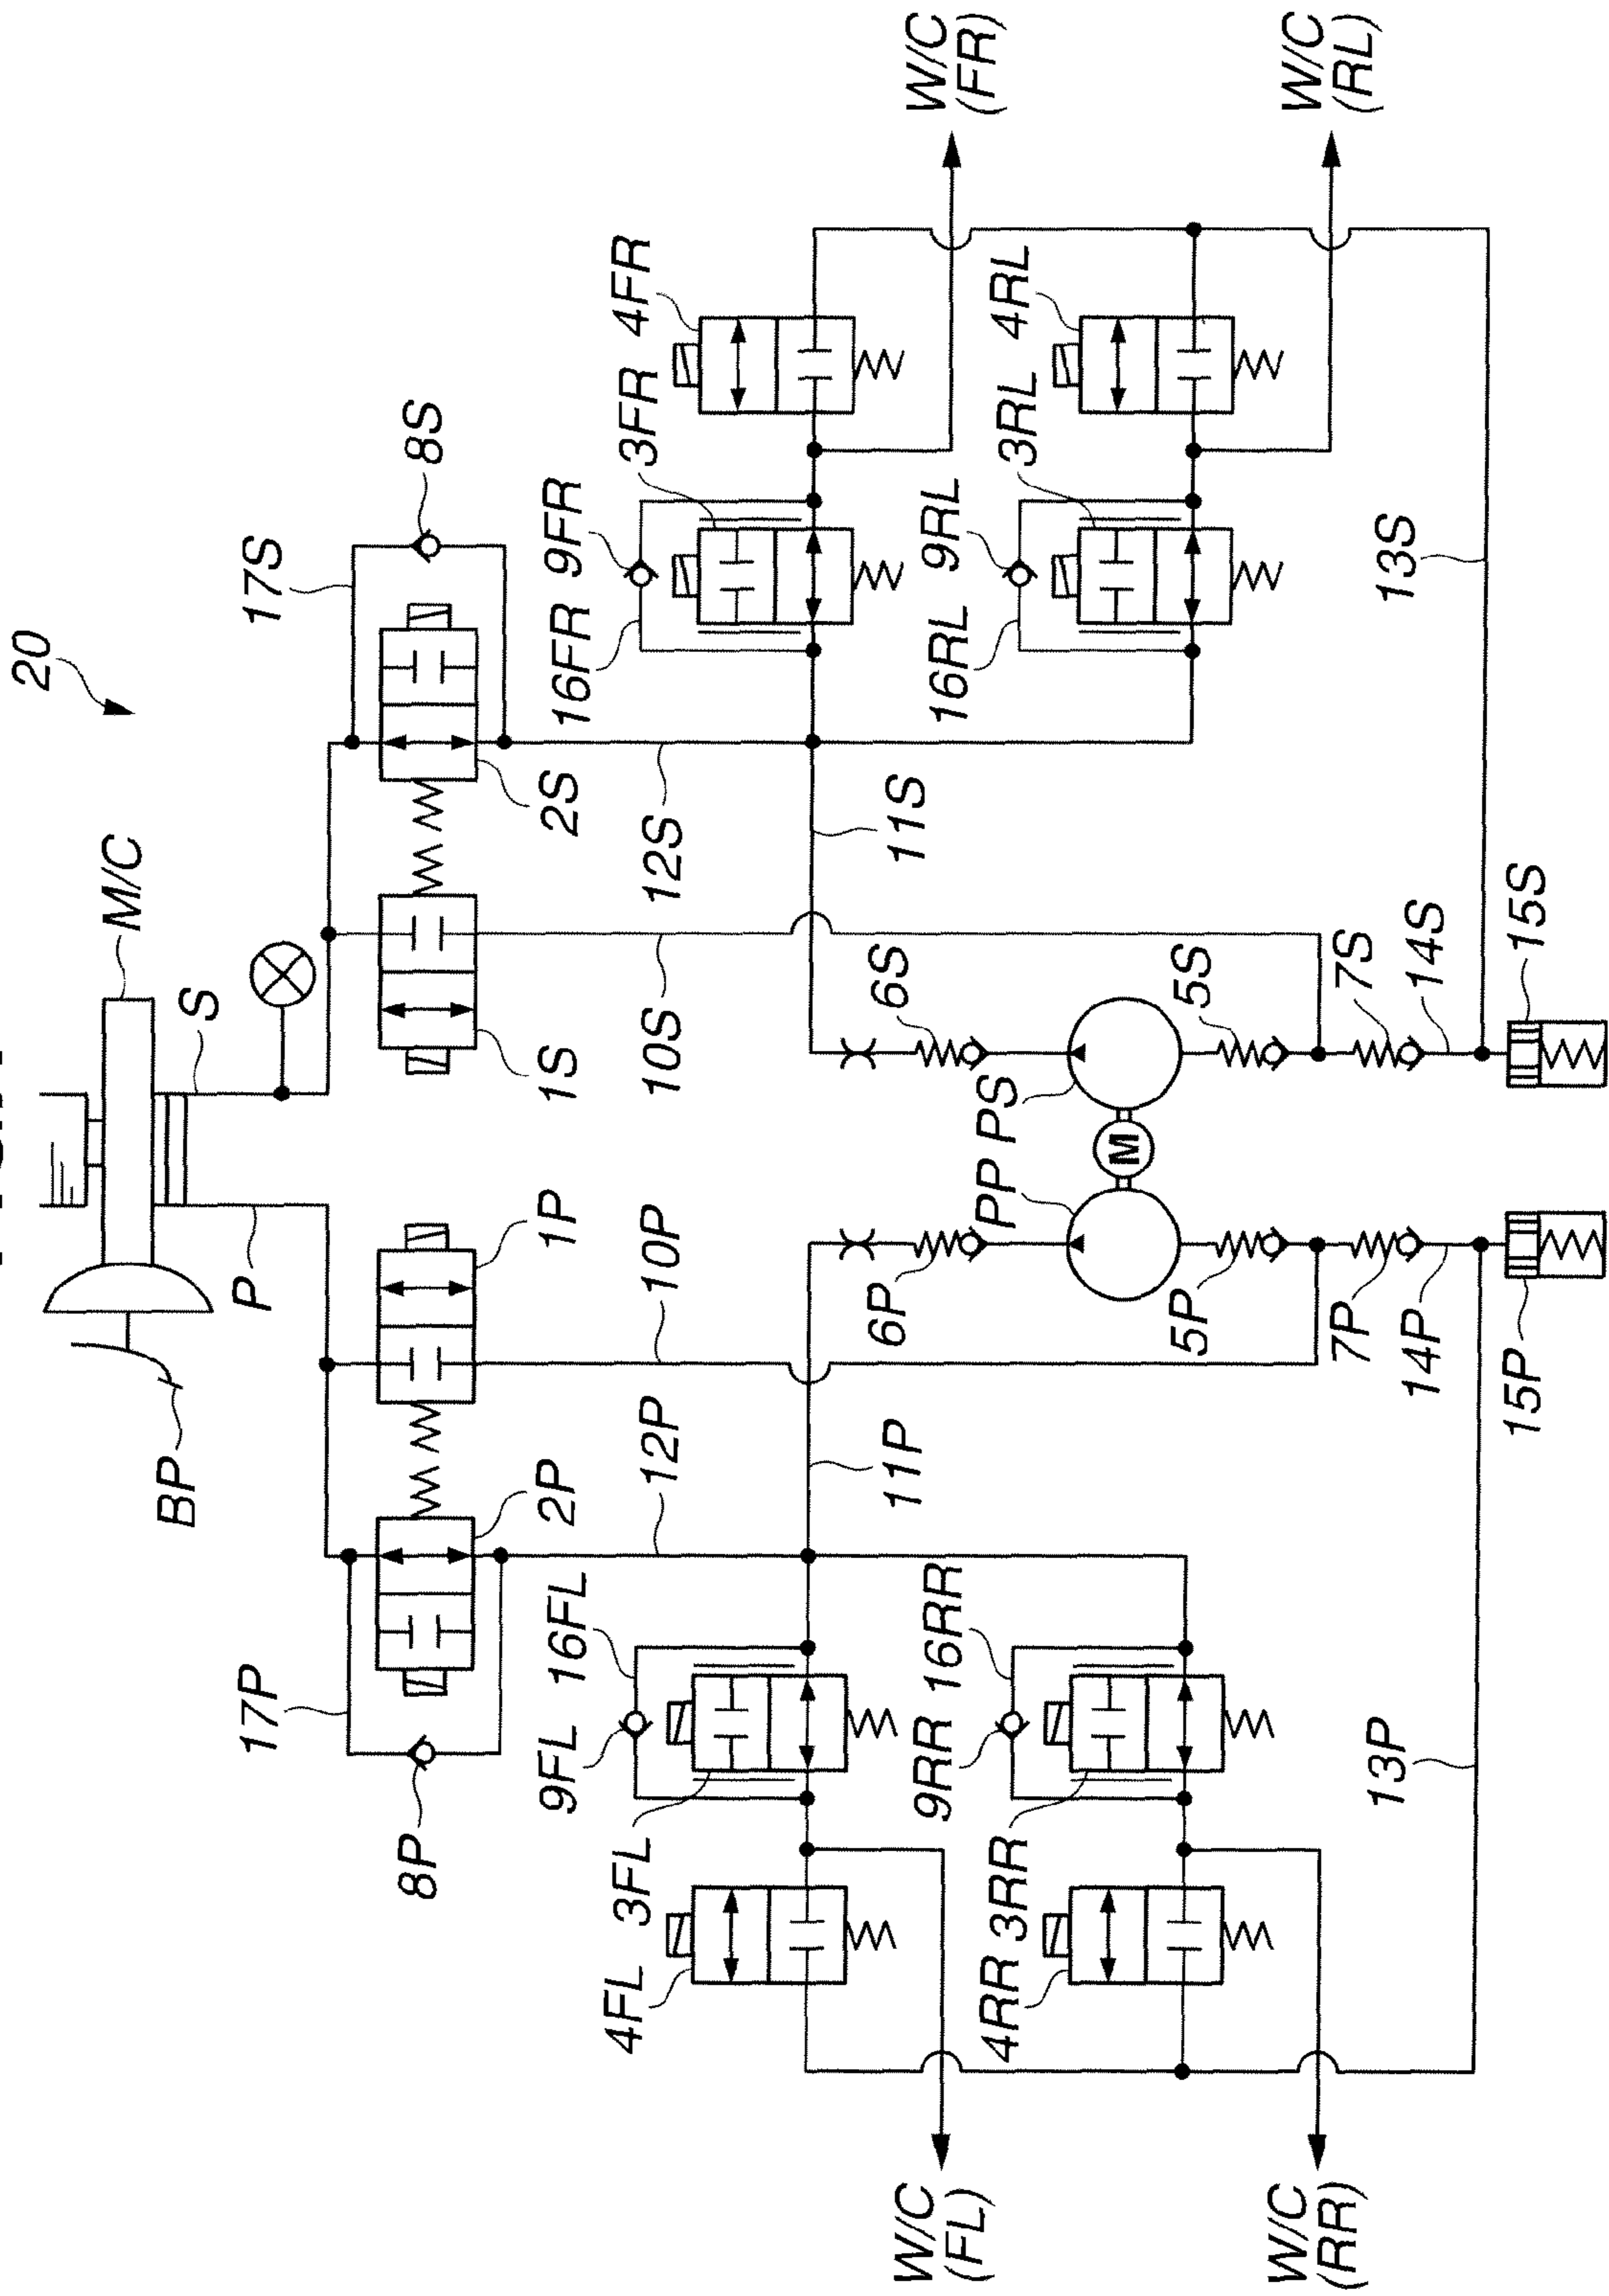 20
M/C
S
P
BP
17S
8S
2S
1S
1P
2P
17P
8P
10S
12S
10P
12P
11S
11P
16FR
9FR
3FR
4FR
16RL
9RL
3RL
4RL
W/C
(FR)
W/C
(RL)
13S
6S
PS
5S
7S
14S
15S
M
PP
6P
5P
7P
14P
15P
13P
16FL
9FL
3FL
4FL
16RR
9RR
3RR
4RR
W/C
(FL)
W/C
(RR)